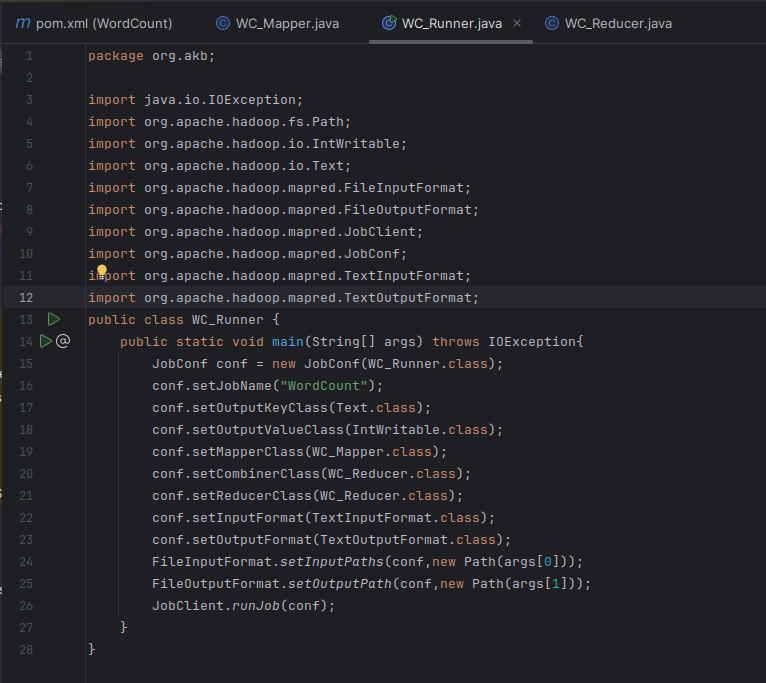 pom.xml (WordCount) WC_Mapper.java WC_Runner.java WC_Reducer.java
1 package org.akb;
2
3 import java.io.IOException;
4 import org.apache.hadoop.fs.Path;
5 import org.apache.hadoop.io.IntWritable;
6 import org.apache.hadoop.io.Text;
7 import org.apache.hadoop.mapred.FileInputFormat;
8 import org.apache.hadoop.mapred.FileOutputFormat;
9 import org.apache.hadoop.mapred.JobClient;
10 import org.apache.hadoop.mapred.JobConf;
11 import org.apache.hadoop.mapred.TextInputFormat;
12 import org.apache.hadoop.mapred.TextOutputFormat;
13 public class WC_Runner {
14 public static void main(String[] args) throws IOException{
15 JobConf conf = new JobConf(WC_Runner.class);
16 conf.setJobName("WordCount");
17 conf.setOutputKeyClass(Text.class);
18 conf.setOutputValueClass(IntWritable.class);
19 conf.setMapperClass(WC_Mapper.class);
20 conf.setCombinerClass(WC_Reducer.class);
21 conf.setReducerClass(WC_Reducer.class);
22 conf.setInputFormat(TextInputFormat.class);
23 conf.setOutputFormat(TextOutputFormat.class);
24 FileInputFormat.setInputPaths(conf,new Path(args[0]));
25 FileOutputFormat.setOutputPath(conf,new Path(args[1]));
26 JobClient.runJob(conf);
27 }
28 }